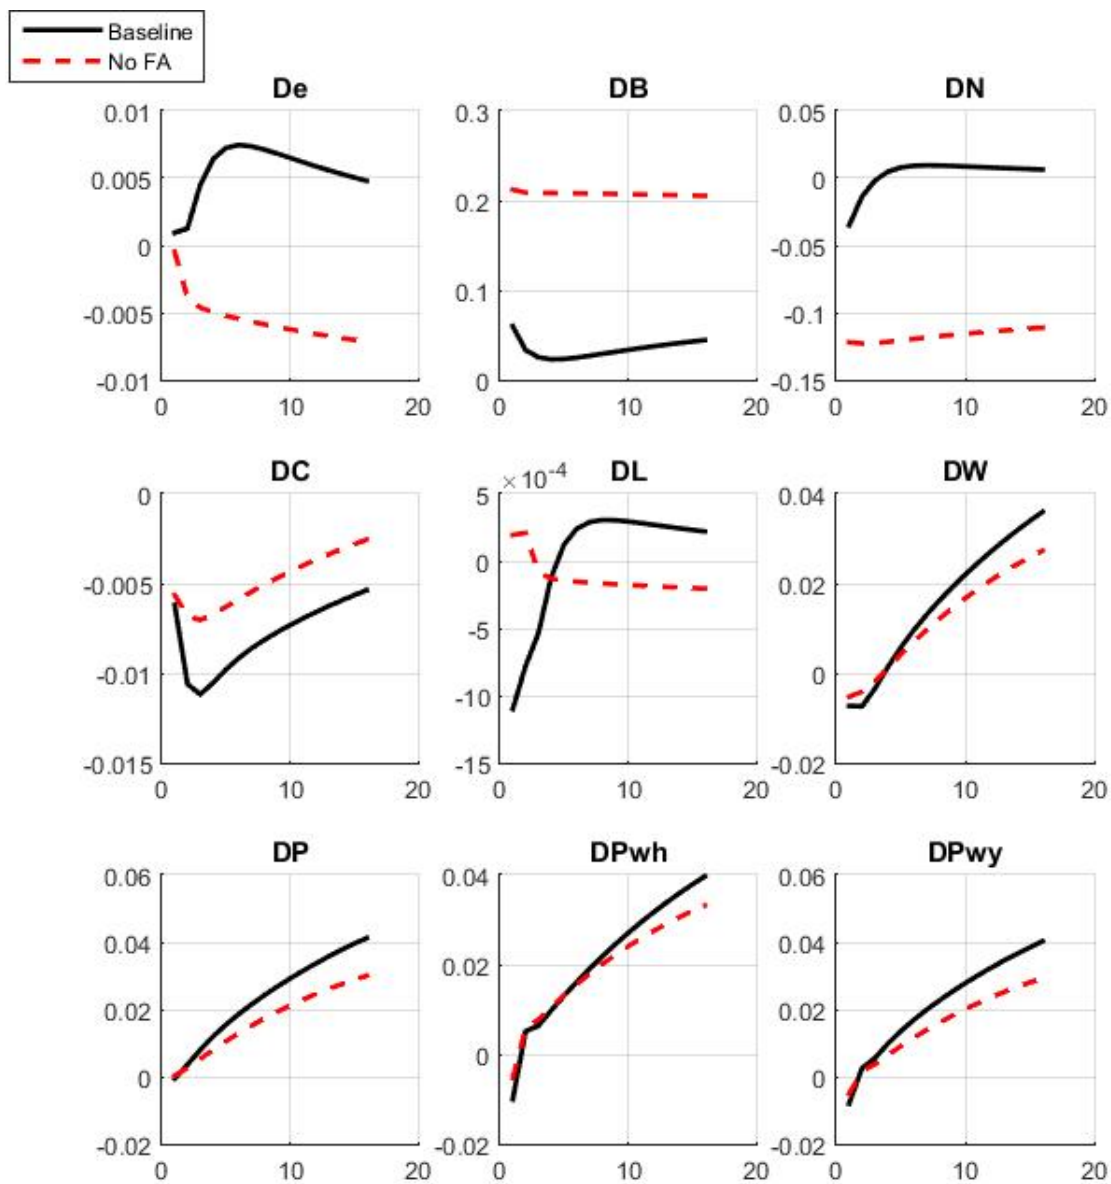 Baseline
No FA
De
DB
DN
0.01
0.005
0
-0.005
-0.01
0 10 20
0.3
0.2
0.1
0
0 10 20
0.05
0
-0.05
-0.1
-0.15
0 10 20
DC
DL
DW
0
-0.005
-0.01
-0.015
0 10 20
×10⁻⁴
5
0
-5
-10
-15
0 10 20
0.04
0.02
0
-0.02
0 10 20
DP
DPwh
DPwy
0.06
0.04
0.02
0
-0.02
0 10 20
0.04
0.02
0
-0.02
0 10 20
0.06
0.04
0.02
0
-0.02
0 10 20